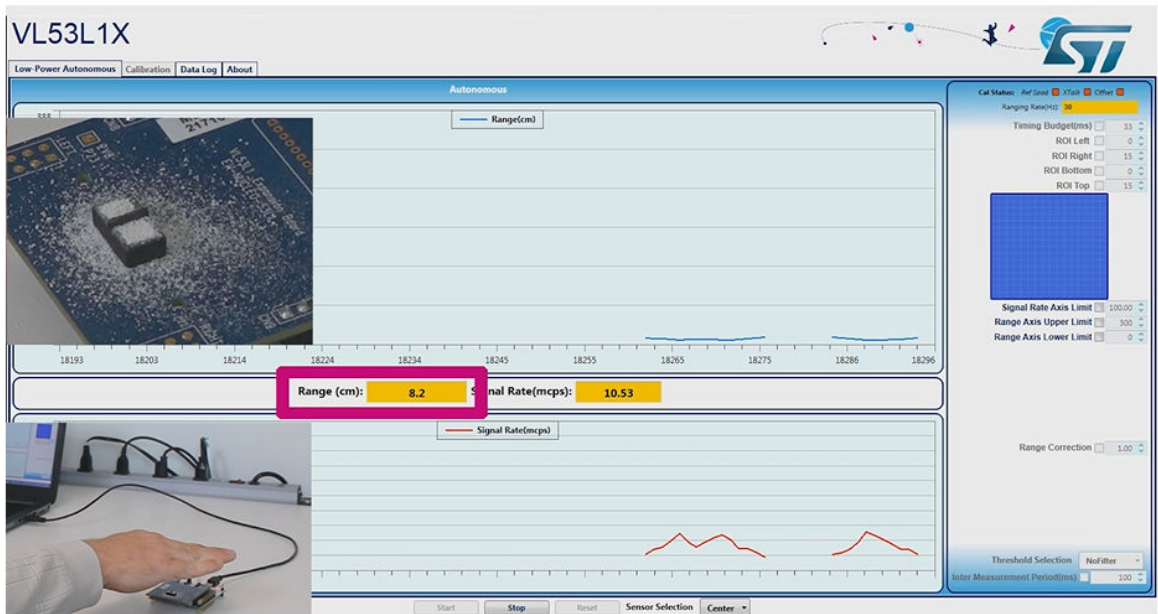 VL53L1X
ST
Low-Power Autonomous Calibration Data Log About
Autonomous
Range(cm)
18193 18203 18214 18224 18234 18245 18255 18265 18275 18286 18296
Range (cm): 8.2 Signal Rate(mcps): 10.53
Signal Rate(mcps)
Cal Status: Ref Spad XTalk Offset
Ranging Rate(Hz): 30
Timing Budget(ms) 33
ROI Left 0
ROI Right 15
ROI Bottom 0
ROI Top 15
Signal Rate Axis Limit 100.00
Range Axis Upper Limit 300
Range Axis Lower Limit 0
Range Correction 1.00
Threshold Selection NoFilter
Inter Measurement Period(ms) 100
Start Stop Reset Sensor Selection Center